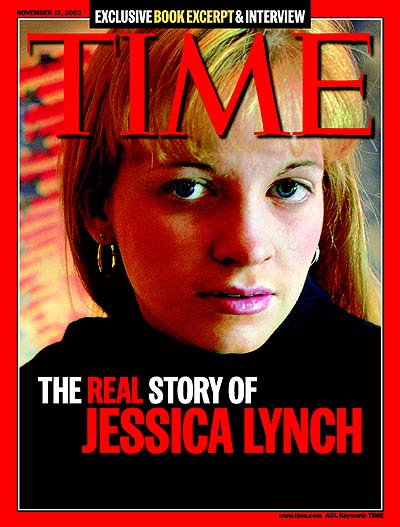 NOVEMBER 17, 2003
EXCLUSIVE BOOK EXCERPT & INTERVIEW
TIME
THE REAL STORY OF
JESSICA LYNCH
www.time.com AOL Keyword TIME